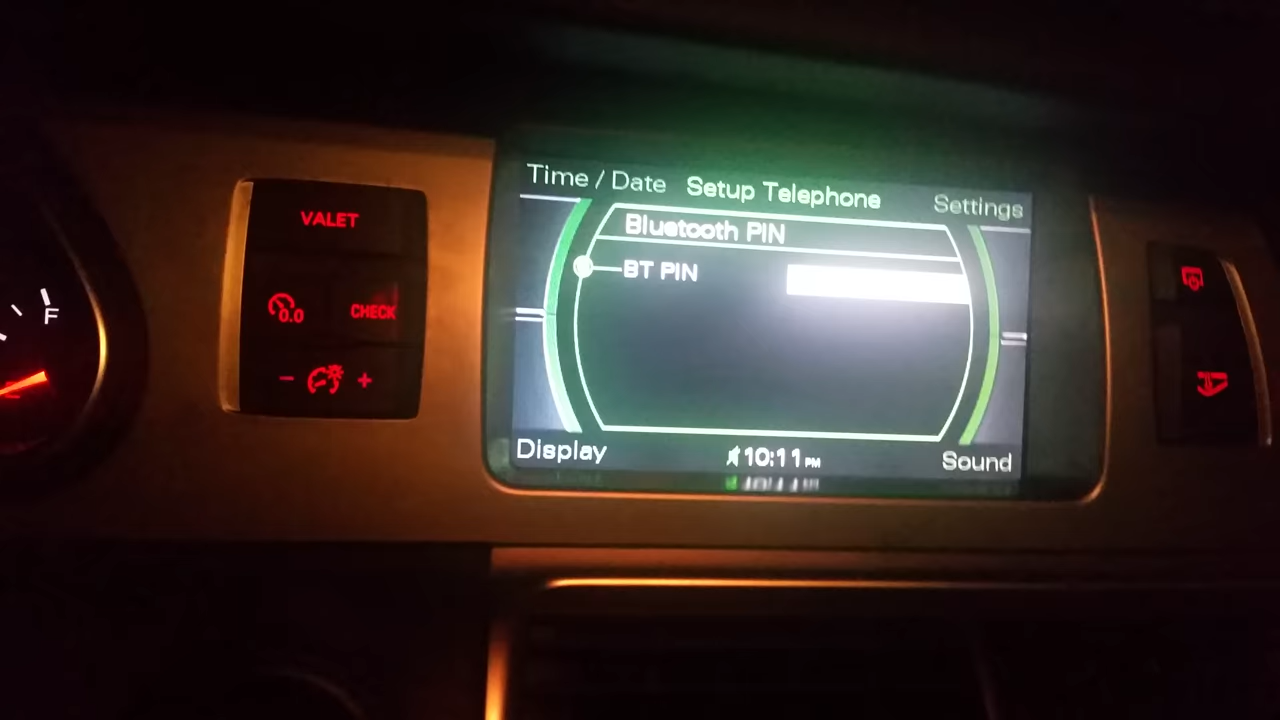 Time / Date Setup Telephone Settings
Bluetooth PIN
BT PIN
Display 10:11 PM Sound
VALET
0.0 CHECK
- +
F